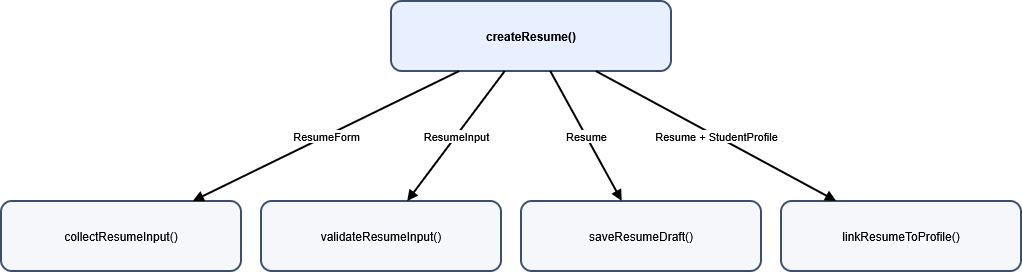 createResume()
ResumeForm
ResumeInput
Resume
Resume + StudentProfile
collectResumeInput()
validateResumeInput()
saveResumeDraft()
linkResumeToProfile()